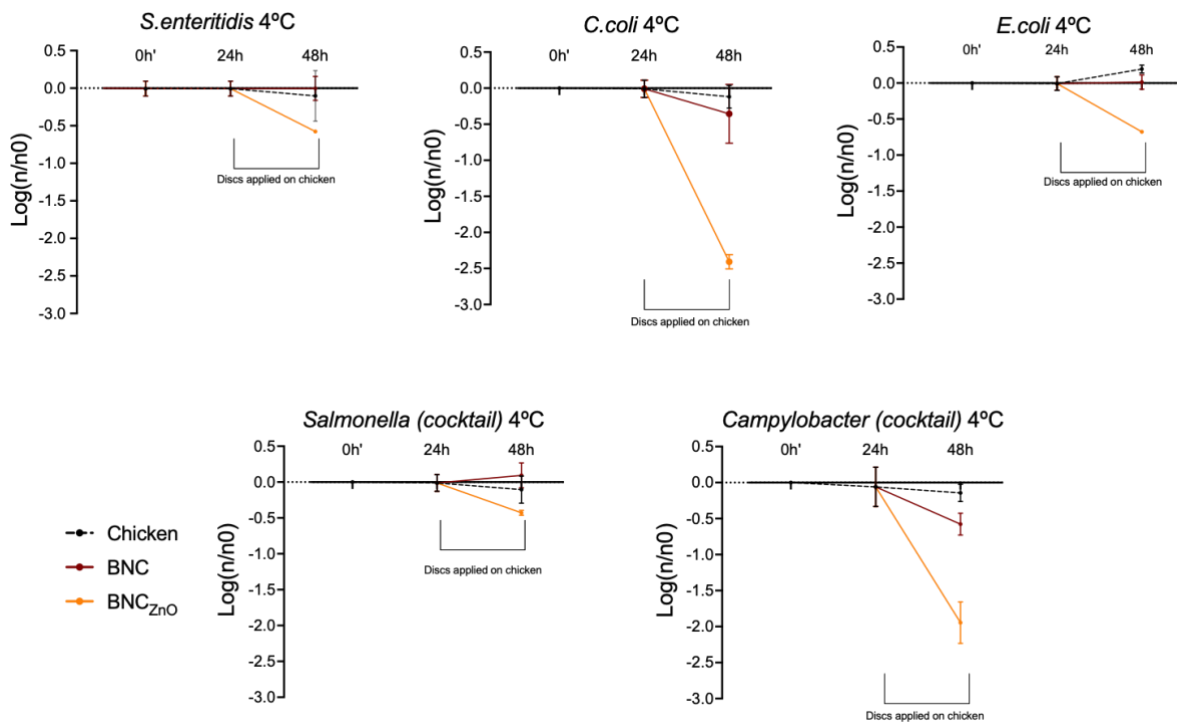 S.enteritidis 4ºC
0.5
0.0
-0.5
-1.0
-1.5
-2.0
-2.5
-3.0
Log(n/n0)
0h'
24h
48h
Discs applied on chicken
C.coli 4ºC
0.5
0.0
-0.5
-1.0
-1.5
-2.0
-2.5
-3.0
Log(n/n0)
0h'
24h
48h
Discs applied on chicken
E.coli 4ºC
0.5
0.0
-0.5
-1.0
-1.5
-2.0
-2.5
-3.0
Log(n/n0)
0h'
24h
48h
Discs applied on chicken
Chicken
BNC
BNCZnO
Salmonella (cocktail) 4ºC
0.5
0.0
-0.5
-1.0
-1.5
-2.0
-2.5
-3.0
Log(n/n0)
0h'
24h
48h
Discs applied on chicken
Campylobacter (cocktail) 4ºC
0.5
0.0
-0.5
-1.0
-1.5
-2.0
-2.5
-3.0
Log(n/n0)
0h'
24h
48h
Discs applied on chicken